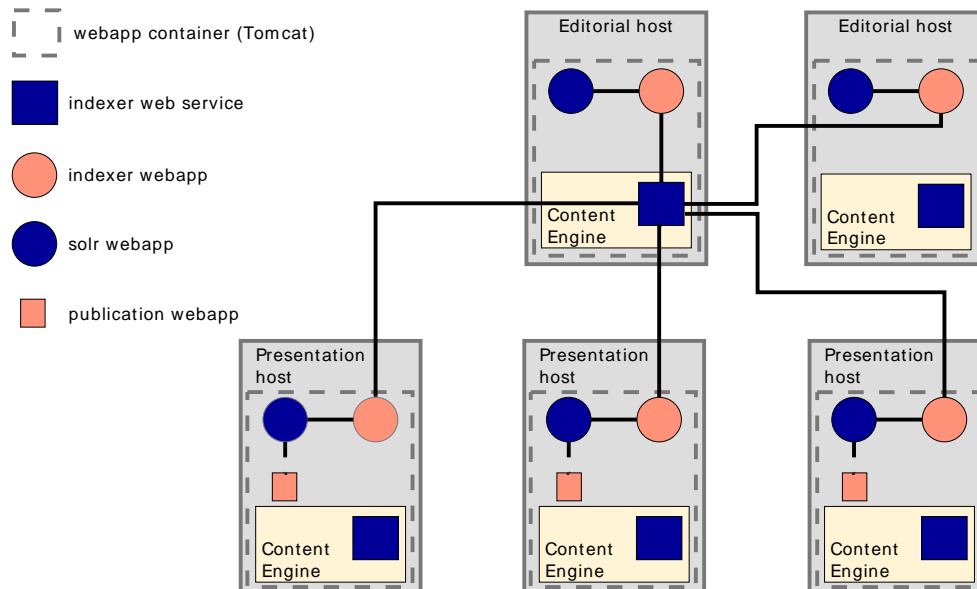 webapp container (Tomcat)
indexer web service
indexer webapp
solr webapp
publication webapp
Editorial host
Content
Engine
Editorial host
Content
Engine
Presentation
host
Content
Engine
Presentation
host
Content
Engine
Presentation
host
Content
Engine